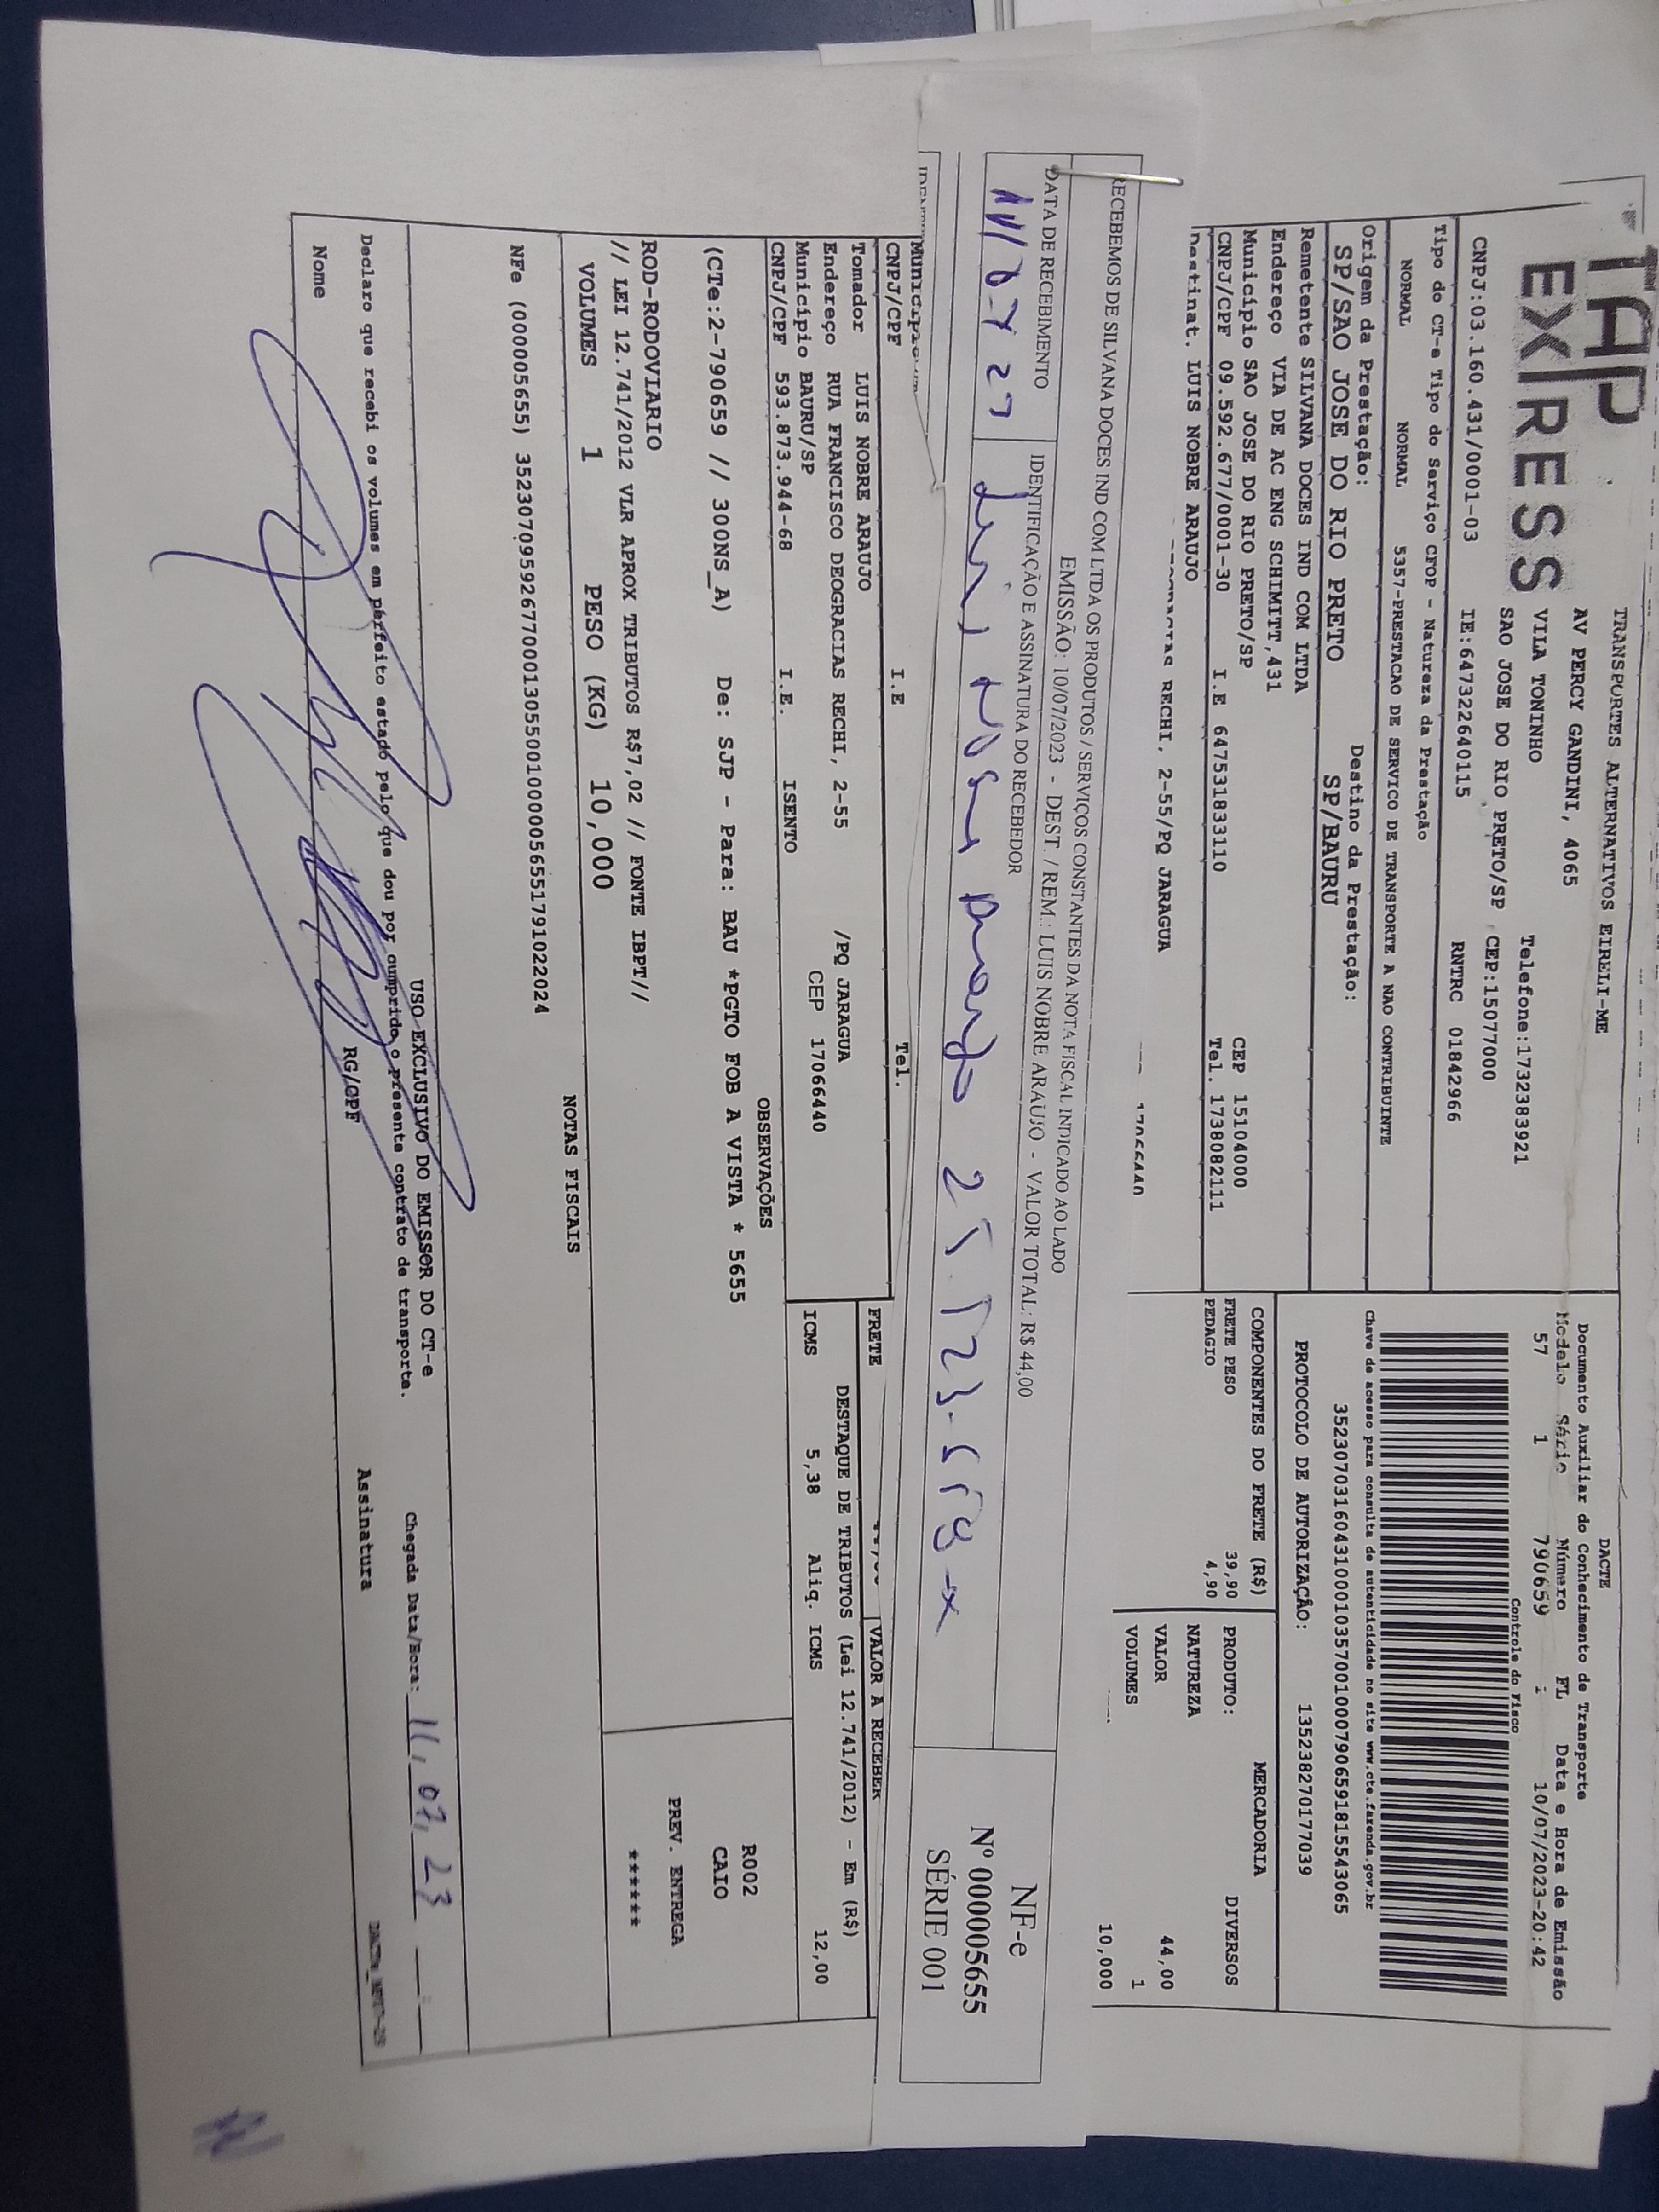 TAP
EXPRESS
TRANSPORTES ALTERNATIVOS EIRELI-ME
AV PERCY GANDINI, 4065
VILA TONINHO Telefone:1732383921
SAO JOSE DO RIO PRETO/SP CEP:15077000
CNPJ:03.160.431/0001-03 IE:647322640115 RNTRC 01842966
DACTE
Documento Auxiliar do Conhecimento de Transporte
Modelo Série Número FL Data e Hora de Emissão
57 1 790659 1 10/07/2023-20:42
Controle do Fisco
Tipo do CT-e Tipo do Serviço CFOP - Natureza da Prestação
NORMAL NORMAL 5357-PRESTACAO DE SERVICO DE TRANSPORTE A NAO CONTRIBUINTE
Chave de acesso para consulta de autenticidade no site www.cte.fazenda.gov.br
35230703160431000103570010007906591815543065
Origem da Prestação: Destino da Prestação:
SP/SAO JOSE DO RIO PRETO SP/BAURU
PROTOCOLO DE AUTORIZAÇÃO: 135238270177039
Remetente SILVANA DOCES IND COM LTDA
Endereço VIA DE AC ENG SCHIMITT,431
Município SAO JOSE DO RIO PRETO/SP CEP 15104000
CNPJ/CPF 09.592.677/0001-30 I.E 647531833110 Tel. 1738082111
Destinat. LUIS NOBRE ARAUJO
RECHI, 2-55/PQ JARAGUA
17066440
COMPONENTES DO FRETE (R$)
FRETE PESO 39,90
PEDAGIO 4,90
MERCADORIA
PRODUTO: DIVERSOS
NATUREZA
VALOR 44,00
VOLUMES 1
10,000
RECEBEMOS DE SILVANA DOCES IND COM LTDA OS PRODUTOS / SERVIÇOS CONSTANTES DA NOTA FISCAL INDICADO AO LADO
EMISSÃO: 10/07/2023 - DEST. / REM.: LUIS NOBRE ARAUJO - VALOR TOTAL: R$ 44,00
DATA DE RECEBIMENTO IDENTIFICAÇÃO E ASSINATURA DO RECEBEDOR
11/07 23
NF-e
Nº 000005655
SÉRIE 001
CNPJ/CPF I.E Tel.
Tomador LUIS NOBRE ARAUJO
Endereço RUA FRANCISCO DEOGRACIAS RECHI, 2-55 /PQ JARAGUA
Município BAURU/SP CEP 17066440
CNPJ/CPF 593.873.944-68 I.E. ISENTO
FRETE VALOR A RECEBER
DESTAQUE DE TRIBUTOS (Lei 12.741/2012) - Em (R$)
ICMS 5,38 Aliq. ICMS 12,00
OBSERVAÇÕES
(CTe:2-790659 // 300NS_A) De: SJP - Para: BAU *PGTO FOB A VISTA * 5655
R002
CAIO
ROD-RODOVIARIO
// LEI 12.741/2012 VLR APROX TRIBUTOS R$7,02 // FONTE IBPT//
PREV. ENTREGA
******
VOLUMES 1 PESO (KG) 10,000
NOTAS FISCAIS
NFe (000005655) 35230709592677000130550010000056551791022024
USO EXCLUSIVO DO EMISSOR DO CT-e
Chegada Data/Hora: 11, 07, 23
Declaro que recebi os volumes em perfeito estado pelo que dou por cumprido o presente contrato de transporte.
Nome RG/CPF Assinatura